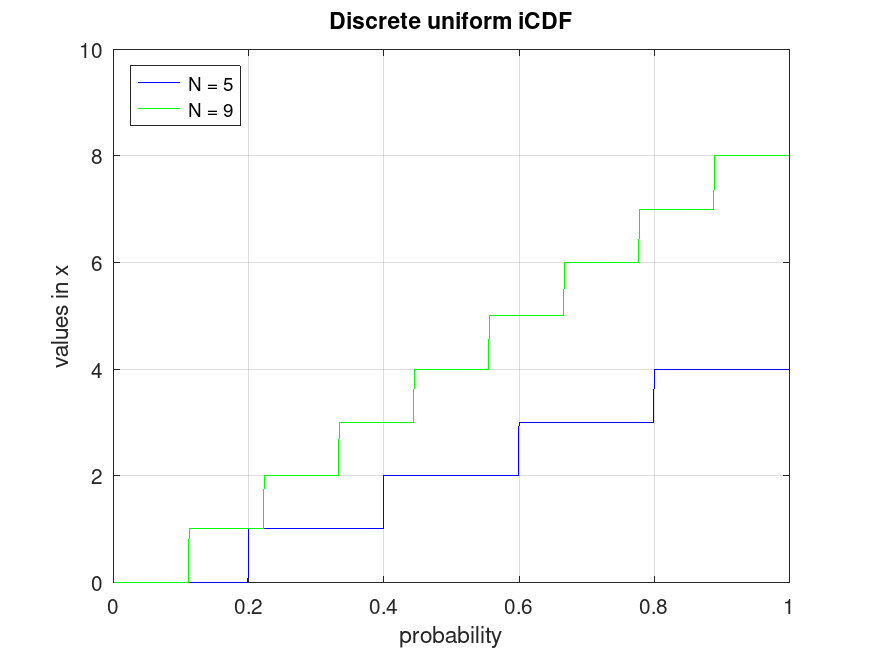 Discrete uniform iCDF
N = 5
N = 9
values in x
10
8
6
4
2
0
0 0.2 0.4 0.6 0.8 1
probability